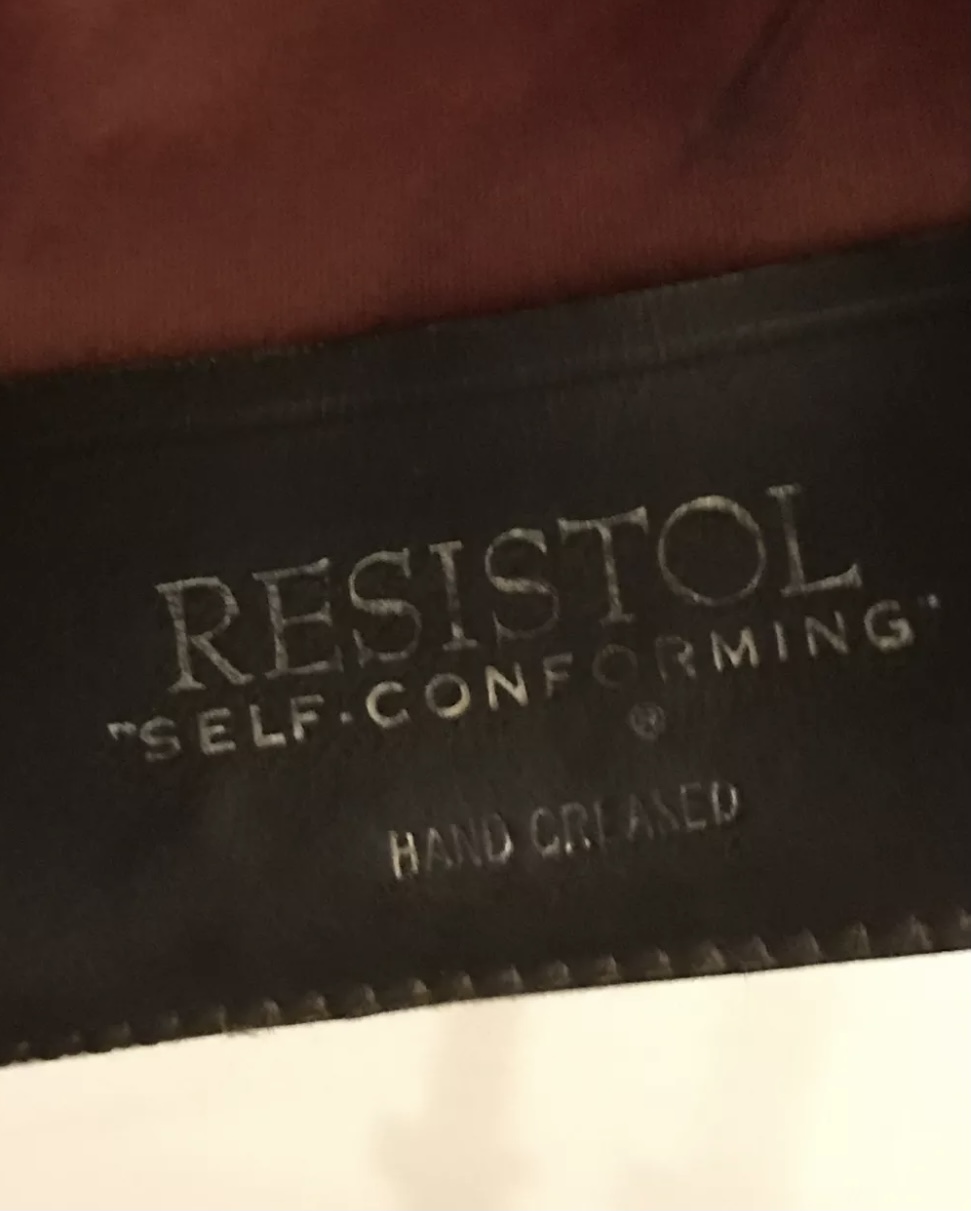 RESISTOL
"SELF-CONFORMING"
®
HAND CREASED